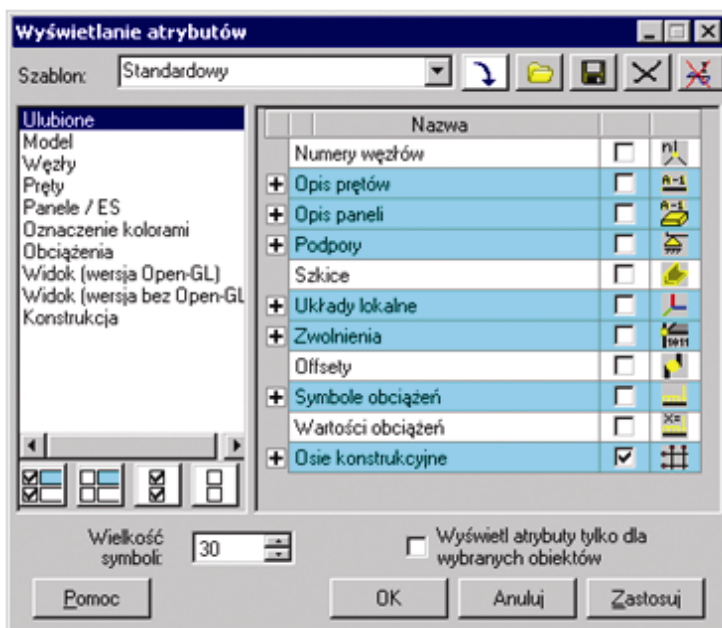 Wyświetlanie atrybutów
Szablon: Standardowy
Ulubione
Model
Węzły
Pręty
Panele / ES
Oznaczenie kolorami
Obciążenia
Widok (wersja Open-GL)
Widok (wersja bez Open-GL
Konstrukcja
Nazwa
Numery węzłów
Opis prętów
Opis paneli
Podpory
Szkice
Układy lokalne
Zwolnienia
Offsety
Symbole obciążeń
Wartości obciążeń
Osie konstrukcyjne
Wielkość
symboli: 30
Wyświetl atrybuty tylko dla
wybranych obiektów
Pomoc OK Anuluj Zastosuj